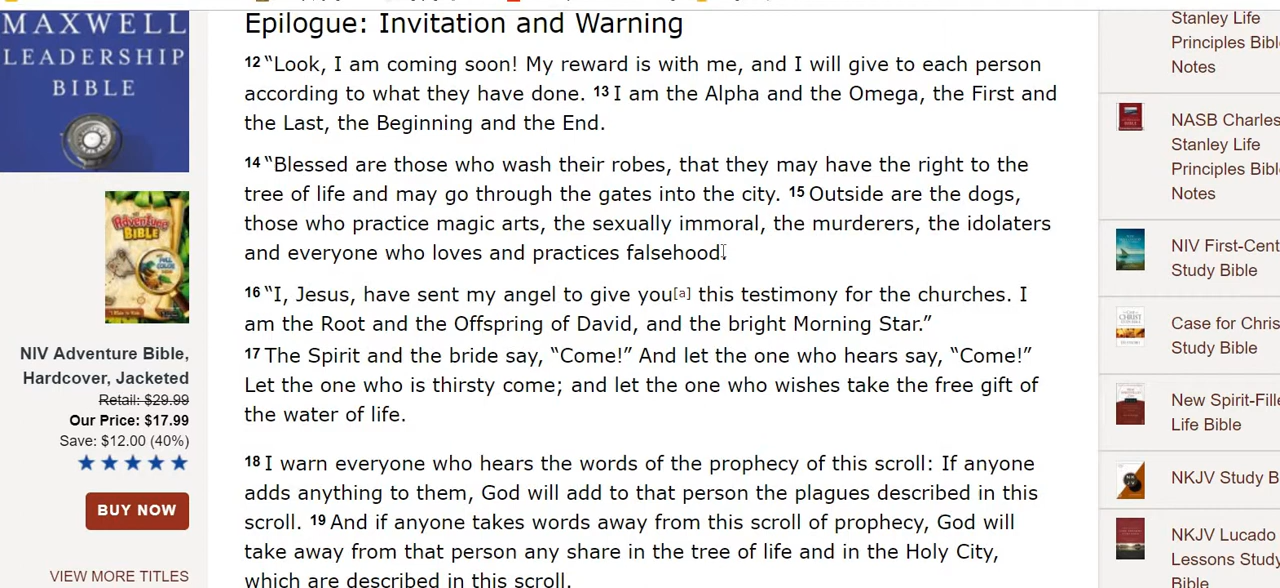 MAXWELL
LEADERSHIP
BIBLE
Adventure
BIBLE
NIV Adventure Bible,
Hardcover, Jacketed
Retail: $29.99
Our Price: $17.99
Save: $12.00 (40%)
BUY NOW
VIEW MORE TITLES
Epilogue: Invitation and Warning
12 “Look, I am coming soon! My reward is with me, and I will give to each person
according to what they have done. 13 I am the Alpha and the Omega, the First and
the Last, the Beginning and the End.
14 “Blessed are those who wash their robes, that they may have the right to the
tree of life and may go through the gates into the city. 15 Outside are the dogs,
those who practice magic arts, the sexually immoral, the murderers, the idolaters
and everyone who loves and practices falsehood.
16 “I, Jesus, have sent my angel to give you[a] this testimony for the churches. I
am the Root and the Offspring of David, and the bright Morning Star.”
17 The Spirit and the bride say, “Come!” And let the one who hears say, “Come!”
Let the one who is thirsty come; and let the one who wishes take the free gift of
the water of life.
18 I warn everyone who hears the words of the prophecy of this scroll: If anyone
adds anything to them, God will add to that person the plagues described in this
scroll. 19 And if anyone takes words away from this scroll of prophecy, God will
take away from that person any share in the tree of life and in the Holy City,
which are described in this scroll.
Stanley Life
Principles Bibl
Notes
NASB Charles
Stanley Life
Principles Bibl
Notes
NIV First-Cent
Study Bible
Case for Chris
Study Bible
New Spirit-Fille
Life Bible
NKJV Study B
NKJV Lucado
Lessons Study
Bible